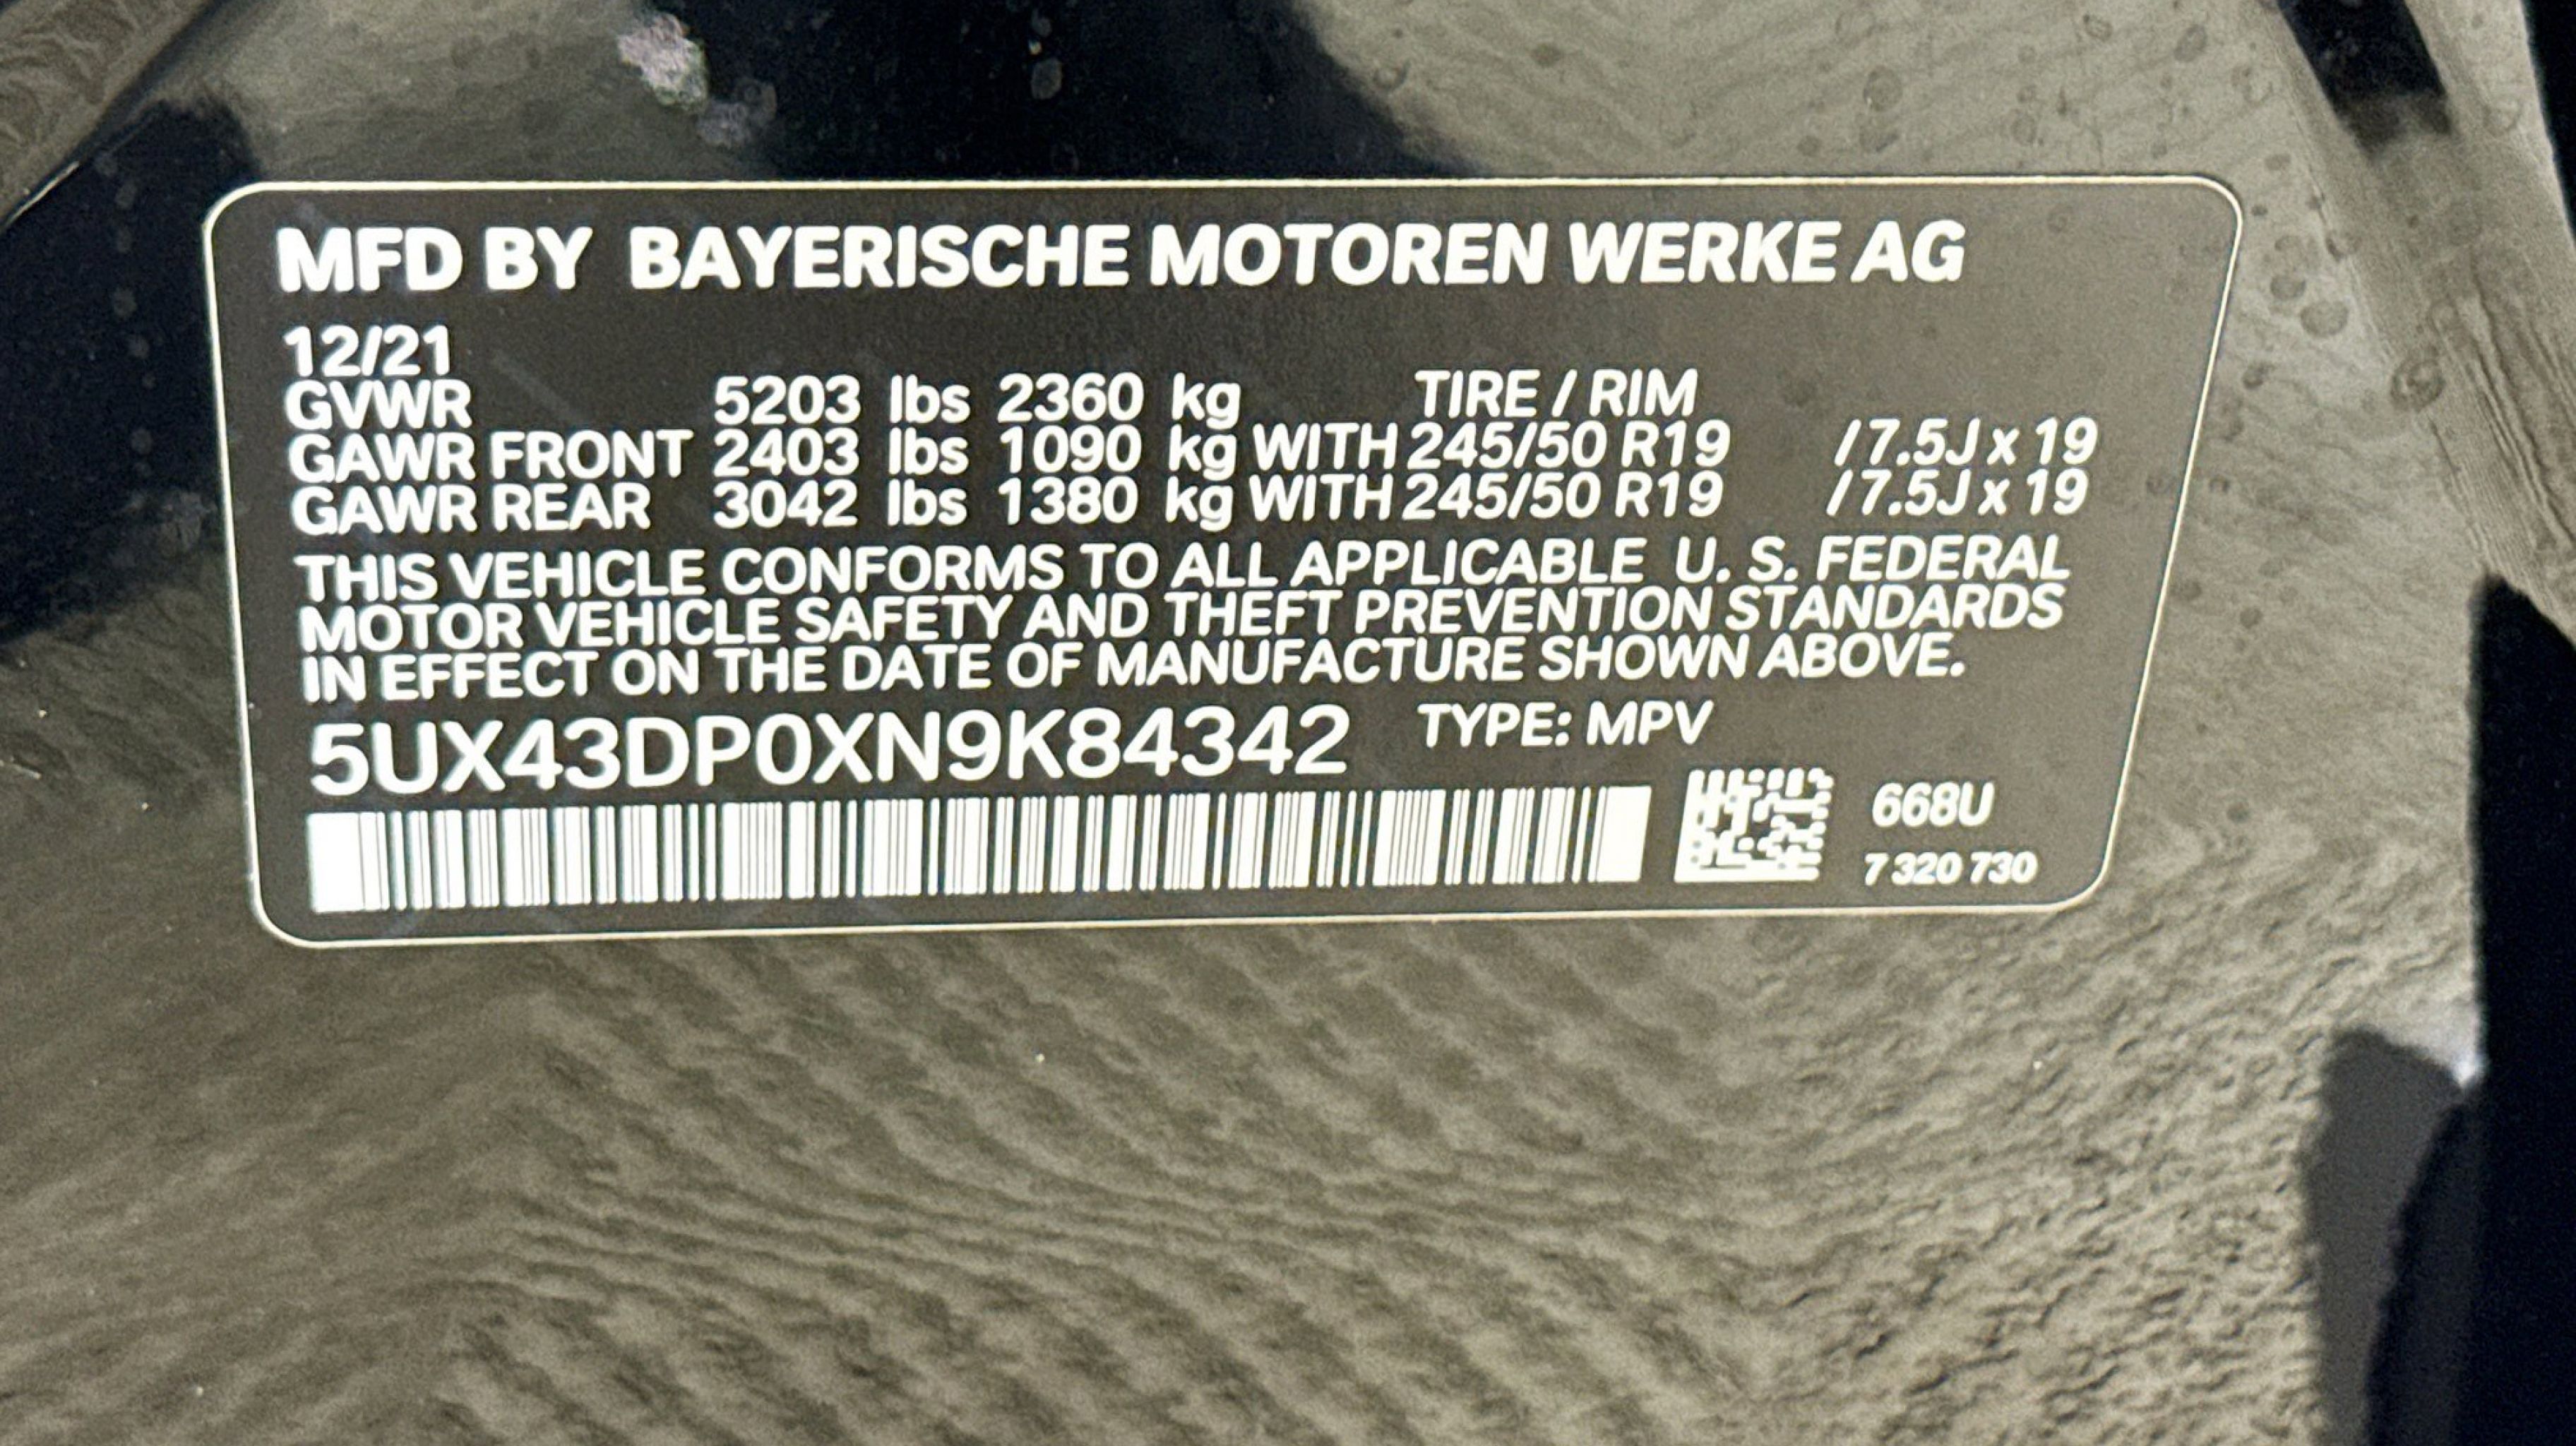 MFD BY BAYERISCHE MOTOREN WERKE AG
12/21
GVWR 5203 lbs 2360 kg TIRE / RIM
GAWR FRONT 2403 lbs 1090 kg WITH 245/50 R19 / 7.5J x 19
GAWR REAR 3042 lbs 1380 kg WITH 245/50 R19 / 7.5J x 19
THIS VEHICLE CONFORMS TO ALL APPLICABLE U. S. FEDERAL
MOTOR VEHICLE SAFETY AND THEFT PREVENTION STANDARDS
IN EFFECT ON THE DATE OF MANUFACTURE SHOWN ABOVE.
5UX43DP0XN9K84342 TYPE: MPV
668U
7 320 730